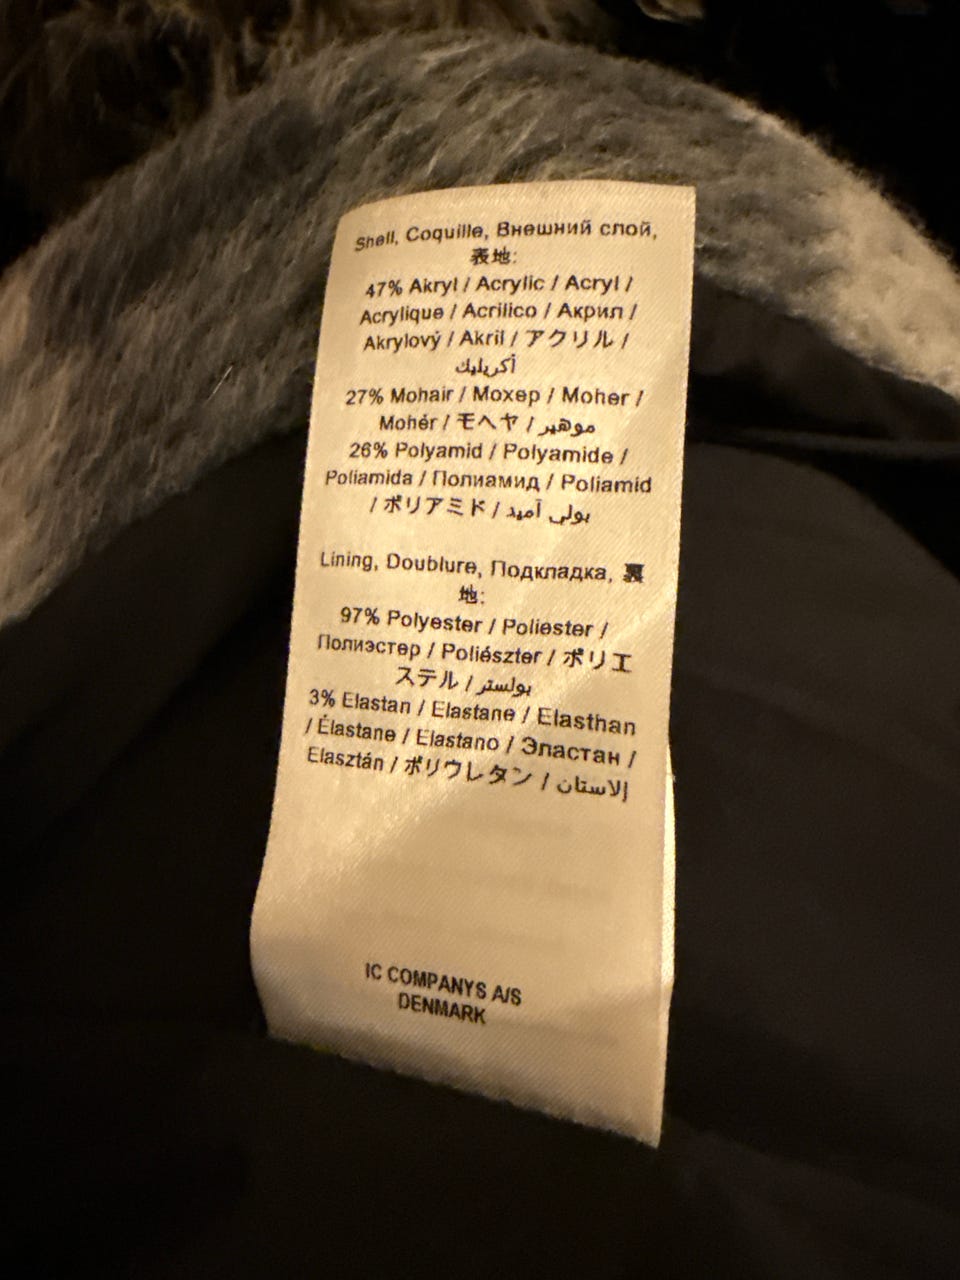 Shell, Coquille, Внешний слой,
表地:
47% Akryl / Acrylic / Acryl /
Acrylique / Acrilico / Акрил /
Akrylový / Akril / アクリル /
أكريليك
27% Mohair / Мохер / Moher /
Mohér / モヘヤ / موهير
26% Polyamid / Polyamide /
Poliamida / Полиамид / Poliamid
/ ポリアミド / بولي آميد
Lining, Doublure, Подкладка, 裏
地:
97% Polyester / Poliester /
Полиэстер / Poliészter / ポリエ
ステル / بولستر
3% Elastan / Elastane / Elasthan
/ Élastane / Elastano / Эластан /
Elasztán / ポリウレタン / إلاستان
IC COMPANYS A/S
DENMARK